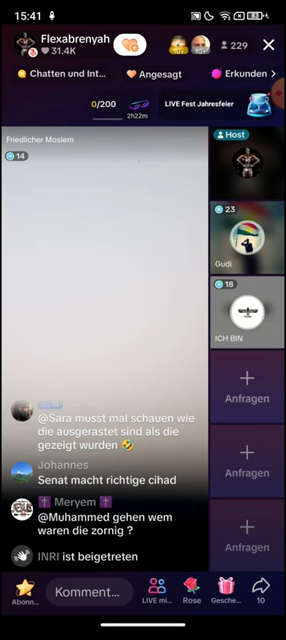 15:41
83
Flexabrenyah
31.4K
229
Chatten und Int...
Angesagt
Erkunden
0/200
2h22m
LIVE Fest Jahresfeier
Friedlicher Moslem
14
Host
23
Gudi
18
ICH BIN
Anfragen
Anfragen
Anfragen
@Sara musst mal schauen wie
die ausgerastet sind als die
gezeigt wurden 🤣
Johannes
Senat macht richtige cihad
✝️ Meryem ✝️
@Muhammed gehen wem
waren die zornig ?
INRI ist beigetreten
Abonn...
Komment...
LIVE mi...
Rose
Gesche...
10